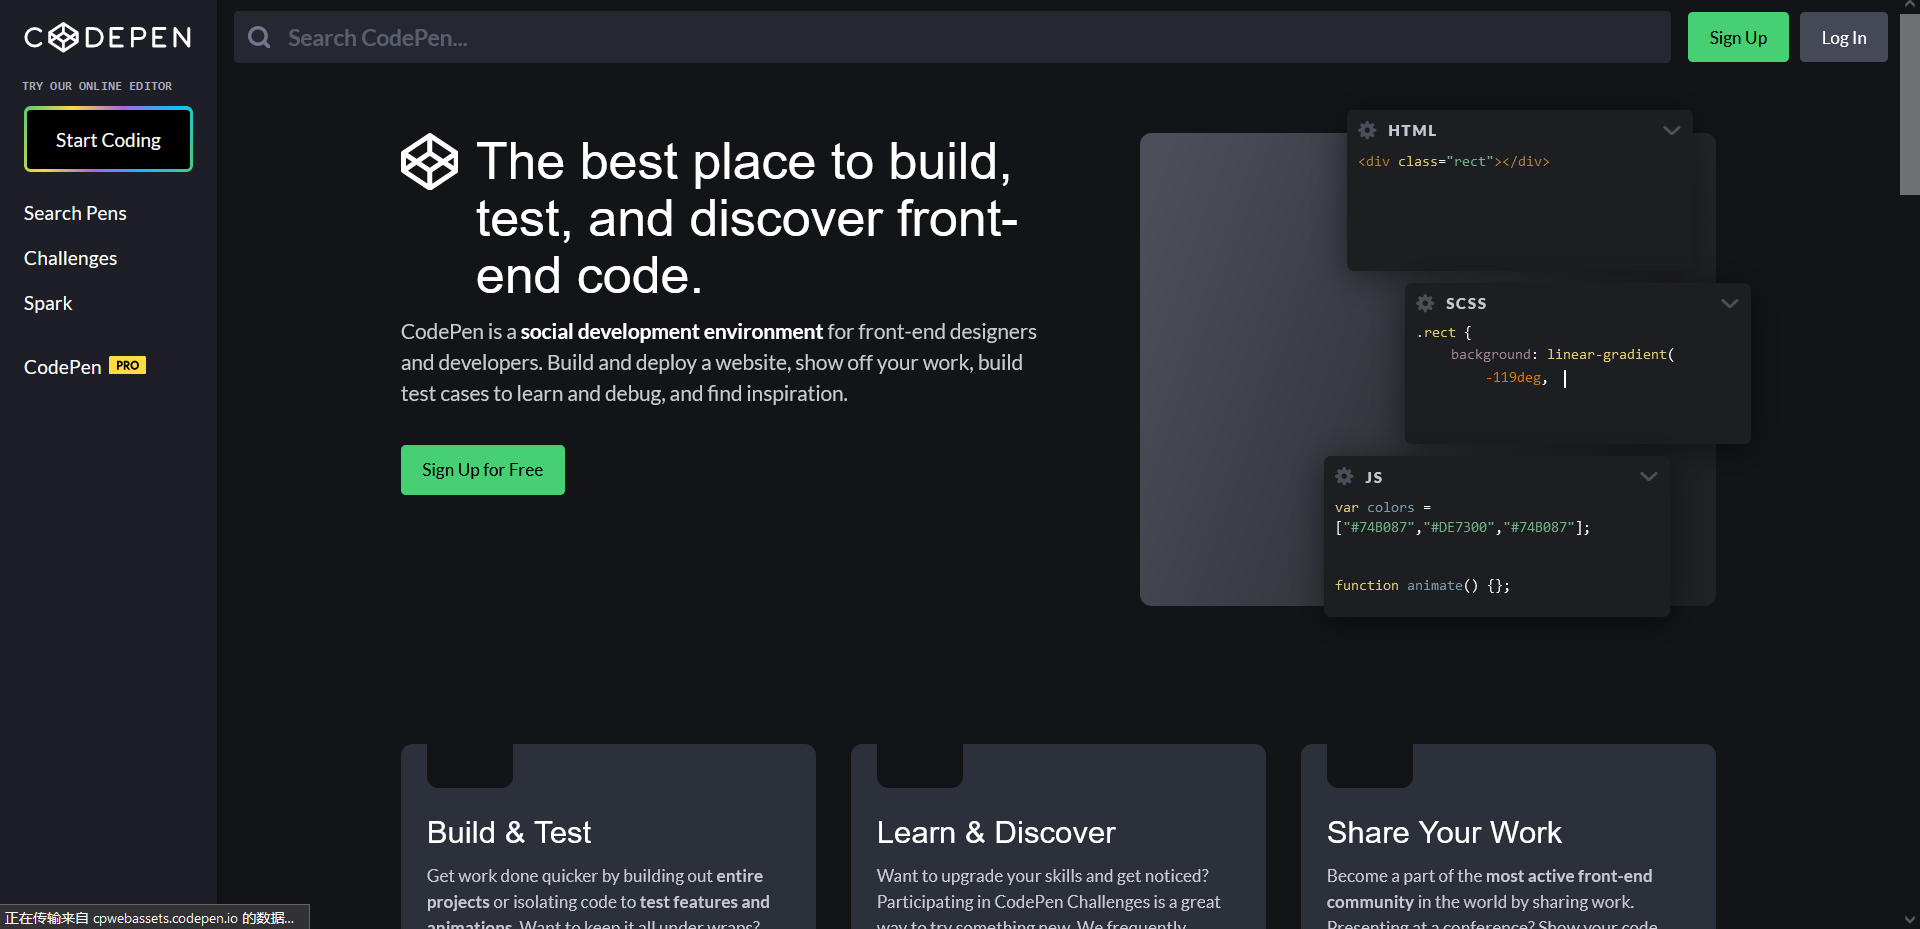 CODEPEN
TRY OUR ONLINE EDITOR
Start Coding
Search Pens
Challenges
Spark
CodePen PRO
Search CodePen...
Sign Up
Log In
The best place to build,
test, and discover front-
end code.
CodePen is a social development environment for front-end designers
and developers. Build and deploy a website, show off your work, build
test cases to learn and debug, and find inspiration.
Sign Up for Free
HTML
<div class="rect"></div>
SCSS
.rect {
background: linear-gradient(
-119deg,
JS
var colors =
["#74B087","#DE7300","#74B087"];
function animate() {};
Build & Test
Get work done quicker by building out entire
projects or isolating code to test features and
animations. Want to keep it all under wraps?
Learn & Discover
Want to upgrade your skills and get noticed?
Participating in CodePen Challenges is a great
way to try something new. We frequently
Share Your Work
Become a part of the most active front-end
community in the world by sharing work.
Presenting at a conference? Show your code
正在传输来自 cpwebassets.codepen.io 的数据...